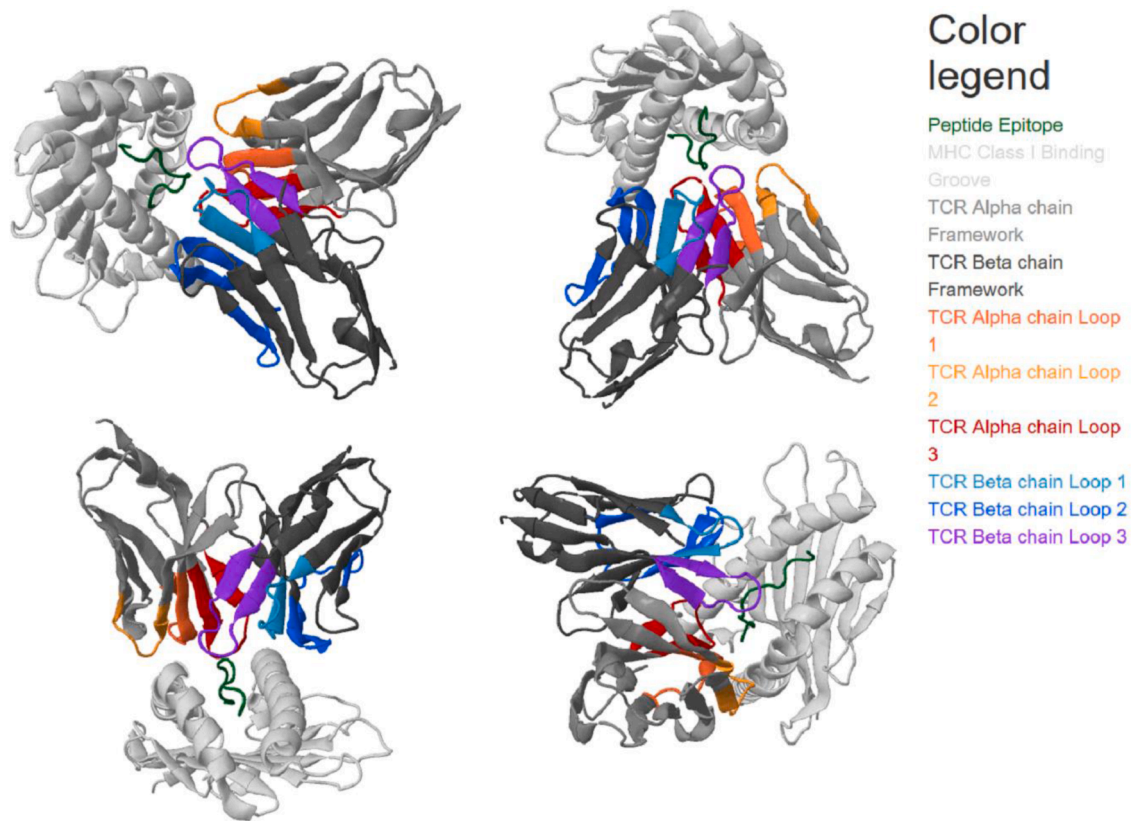 Color
legend
Peptide Epitope
MHC Class I Binding
Groove
TCR Alpha chain
Framework
TCR Beta chain
Framework
TCR Alpha chain Loop
1
TCR Alpha chain Loop
2
TCR Alpha chain Loop
3
TCR Beta chain Loop 1
TCR Beta chain Loop 2
TCR Beta chain Loop 3